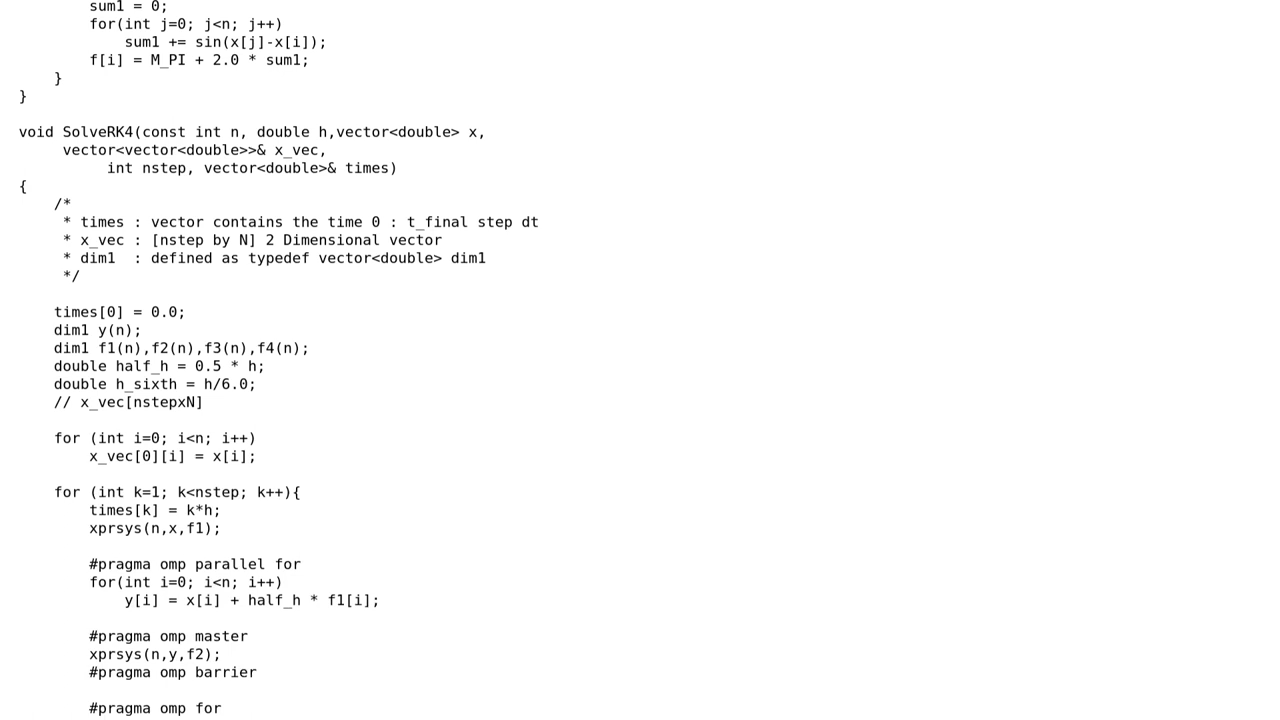 sum1 = 0;
for(int j=0; j<n; j++)
sum1 += sin(x[j]-x[i]);
f[i] = M_PI + 2.0 * sum1;
}
}
void SolveRK4(const int n, double h,vector<double> x,
vector<vector<double>>& x_vec,
int nstep, vector<double>& times)
{
/*
* times : vector contains the time 0 : t_final step dt
* x_vec : [nstep by N] 2 Dimensional vector
* dim1  : defined as typedef vector<double> dim1
*/
times[0] = 0.0;
dim1 y(n);
dim1 f1(n),f2(n),f3(n),f4(n);
double half_h = 0.5 * h;
double h_sixth = h/6.0;
// x_vec[nstepxN]
for (int i=0; i<n; i++)
x_vec[0][i] = x[i];
for (int k=1; k<nstep; k++){
times[k] = k*h;
xprsys(n,x,f1);
#pragma omp parallel for
for(int i=0; i<n; i++)
y[i] = x[i] + half_h * f1[i];
#pragma omp master
xprsys(n,y,f2);
#pragma omp barrier
#pragma omp for